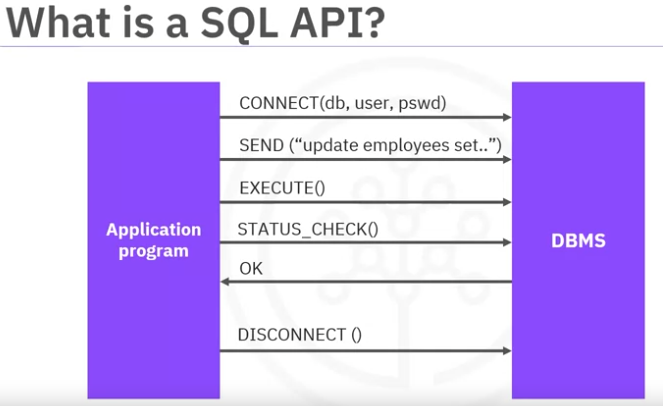 What is a SQL API?
CONNECT(db, user, pswd)
SEND (“update employees set..”)
EXECUTE()
Application
program
STATUS_CHECK()
DBMS
OK
DISCONNECT ()